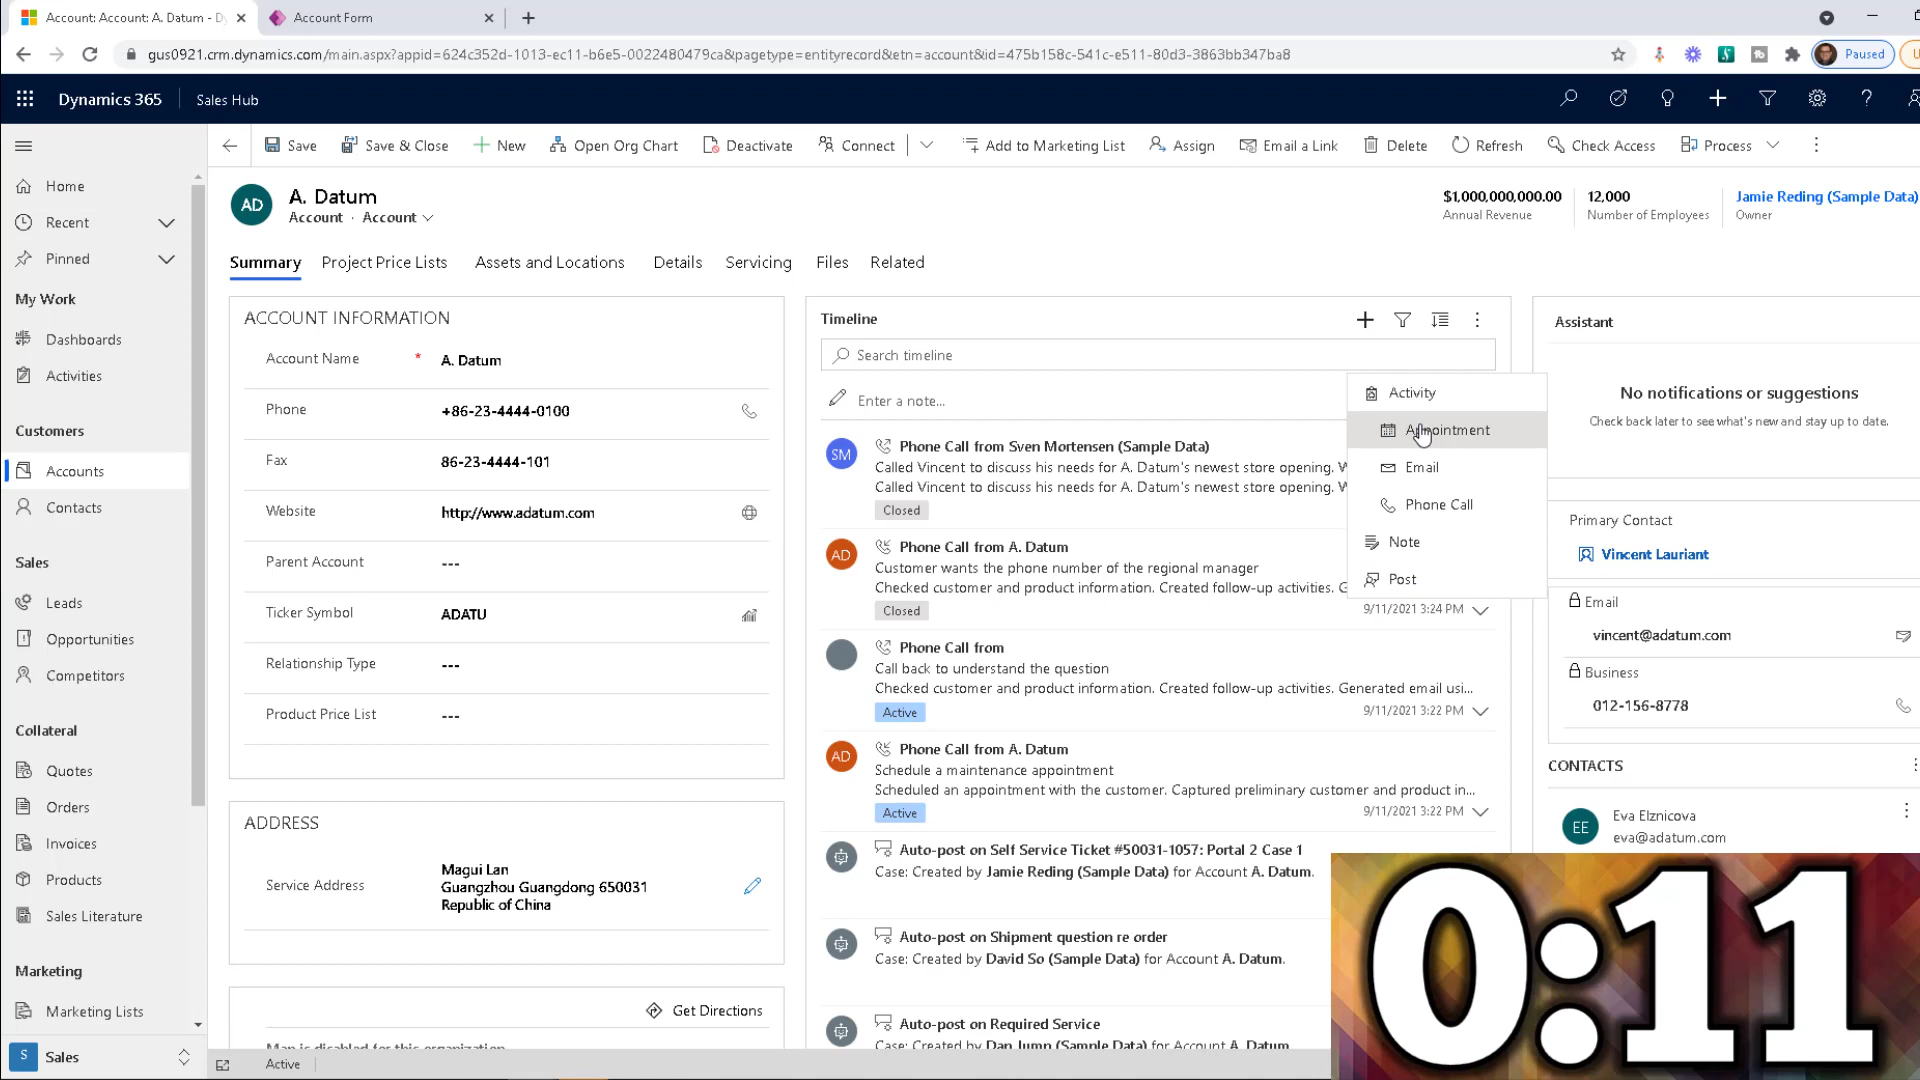 Account: Account: A. Datum - D
Account Form
gus0921.crm.dynamics.com/main.aspx?appid=624c352d-1013-ec11-b6e5-0022480479ca&pagetype=entityrecord&etn=account&id=475b158c-541c-e511-80d3-3863bb347ba8
Paused
Dynamics 365
Sales Hub
Save
Save & Close
New
Open Org Chart
Deactivate
Connect
Add to Marketing List
Assign
Email a Link
Delete
Refresh
Check Access
Process
Home
Recent
Pinned
My Work
Dashboards
Activities
Customers
Accounts
Contacts
Sales
Leads
Opportunities
Competitors
Collateral
Quotes
Orders
Invoices
Products
Sales Literature
Marketing
Marketing Lists
S Sales
AD
A. Datum
Account · Account
$1,000,000,000.00
Annual Revenue
12,000
Number of Employees
Jamie Reding (Sample Data)
Owner
Summary
Project Price Lists
Assets and Locations
Details
Servicing
Files
Related
ACCOUNT INFORMATION
Account Name * A. Datum
Phone +86-23-4444-0100
Fax 86-23-4444-101
Website http://www.adatum.com
Parent Account ---
Ticker Symbol ADATU
Relationship Type ---
Product Price List ---
ADDRESS
Service Address
Magui Lan
Guangzhou Guangdong 650031
Republic of China
Get Directions
Map is disabled for this organization
Active
Timeline
Search timeline
Enter a note...
SM
Phone Call from Sven Mortensen (Sample Data)
Called Vincent to discuss his needs for A. Datum's newest store opening. W
Called Vincent to discuss his needs for A. Datum's newest store opening. W
Closed
AD
Phone Call from A. Datum
Customer wants the phone number of the regional manager
Checked customer and product information. Created follow-up activities. G
Closed
9/11/2021 3:24 PM
Phone Call from
Call back to understand the question
Checked customer and product information. Created follow-up activities. Generated email usi...
Active
9/11/2021 3:22 PM
AD
Phone Call from A. Datum
Schedule a maintenance appointment
Scheduled an appointment with the customer. Captured preliminary customer and product in...
Active
9/11/2021 3:22 PM
Auto-post on Self Service Ticket #50031-1057: Portal 2 Case 1
Case: Created by Jamie Reding (Sample Data) for Account A. Datum.
Auto-post on Shipment question re order
Case: Created by David So (Sample Data) for Account A. Datum.
Auto-post on Required Service
Case: Created by Dan Jump (Sample Data) for Account A. Datum.
Activity
Appointment
Email
Phone Call
Note
Post
Assistant
No notifications or suggestions
Check back later to see what's new and stay up to date.
Primary Contact
Vincent Lauriant
Email
vincent@adatum.com
Business
012-156-8778
CONTACTS
EE
Eva Elznicova
eva@adatum.com
0:11